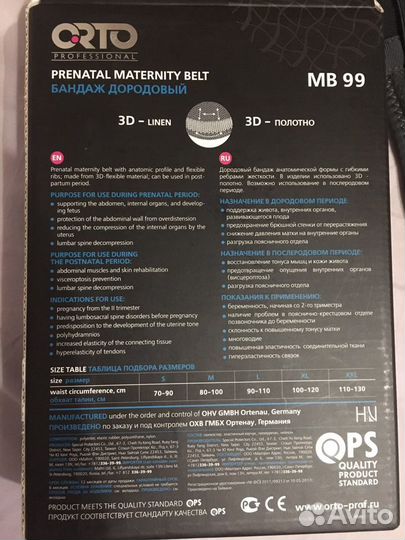 ORTO
PROFESSIONAL
PRENATAL MATERNITY BELT
БАНДАЖ ДОРОДОВЫЙ
MB 99
3D – LINEN
3D – ПОЛОТНО
EN
Prenatal maternity belt with anatomic profile and flexible
ribs; made from 3D-flexible material; can be used in post-
partum period.
PURPOSE FOR USE DURING PRENATAL PERIOD:
• supporting the abdomen, internal organs, and develop-
ing fetus
• protection of the abdominal wall from overdistension
• reducing the compression of the internal organs by the
uterus
• lumbar spine decompression
PURPOSE FOR USE DURING
THE POSTNATAL PERIOD:
• abdominal muscles and skin rehabilitation
• visceroptosis prevention
• lumbar spine decompression
INDICATIONS FOR USE:
• pregnancy from the II trimester
• having lumbosacral spine disorders before pregnancy
• predisposition to the development of the uterine tone
• polyhydramnios
• increased elasticity of the connecting tissue
• hyperelasticity of tendons
RU
Дородовый бандаж анатомической формы с гибкими
ребрами жесткости. В изделии использовано 3D -
полотно. Возможно использование в послеродовом
периоде.
НАЗНАЧЕНИЕ В ДОРОДОВОМ ПЕРИОДЕ:
• поддержка живота, внутренних органов,
развивающегося плода
• предохранение брюшной стенки от перерастяжения
• снижение давления матки на внутренние органы
• разгрузка поясничного отдела
НАЗНАЧЕНИЕ В ПОСЛЕРОДОВОМ ПЕРИОДЕ:
• восстановление тонуса мышц и кожи живота
• предотвращение опущения внутренних органов
(висцероптоза)
• разгрузка поясничного отдела
ПОКАЗАНИЯ К ПРИМЕНЕНИЮ:
• беременность, начиная со 2-го триместра
• наличие проблем в пояснично-крестцовом отделе
позвоночника до беременности
• склонность к повышенному тонусу матки
• многоводие
• повышенная эластичность соединительной ткани
• гиперэластичность связок
SIZE TABLE ТАБЛИЦА ПОДБОРА РАЗМЕРОВ
size размер S M L XL XXL
waist circumference, cm
обхват талии, см
70–90 80–100 90–110 100–120 110–130
MANUFACTURED under the order and control of OHV GMBH Ortenau, Germany
ПРОИЗВЕДЕНО по заказу и под контролем ОХВ ГМБХ Ортенау, Германия
QPS
QUALITY
PRODUCT
STANDARD
PRODUCT MEETS THE QUALITY STANDARD QPS
ПРОДУКТ СООТВЕТСТВУЕТ СТАНДАРТУ КАЧЕСТВА QPS
www.orto-prof.ru
Avito